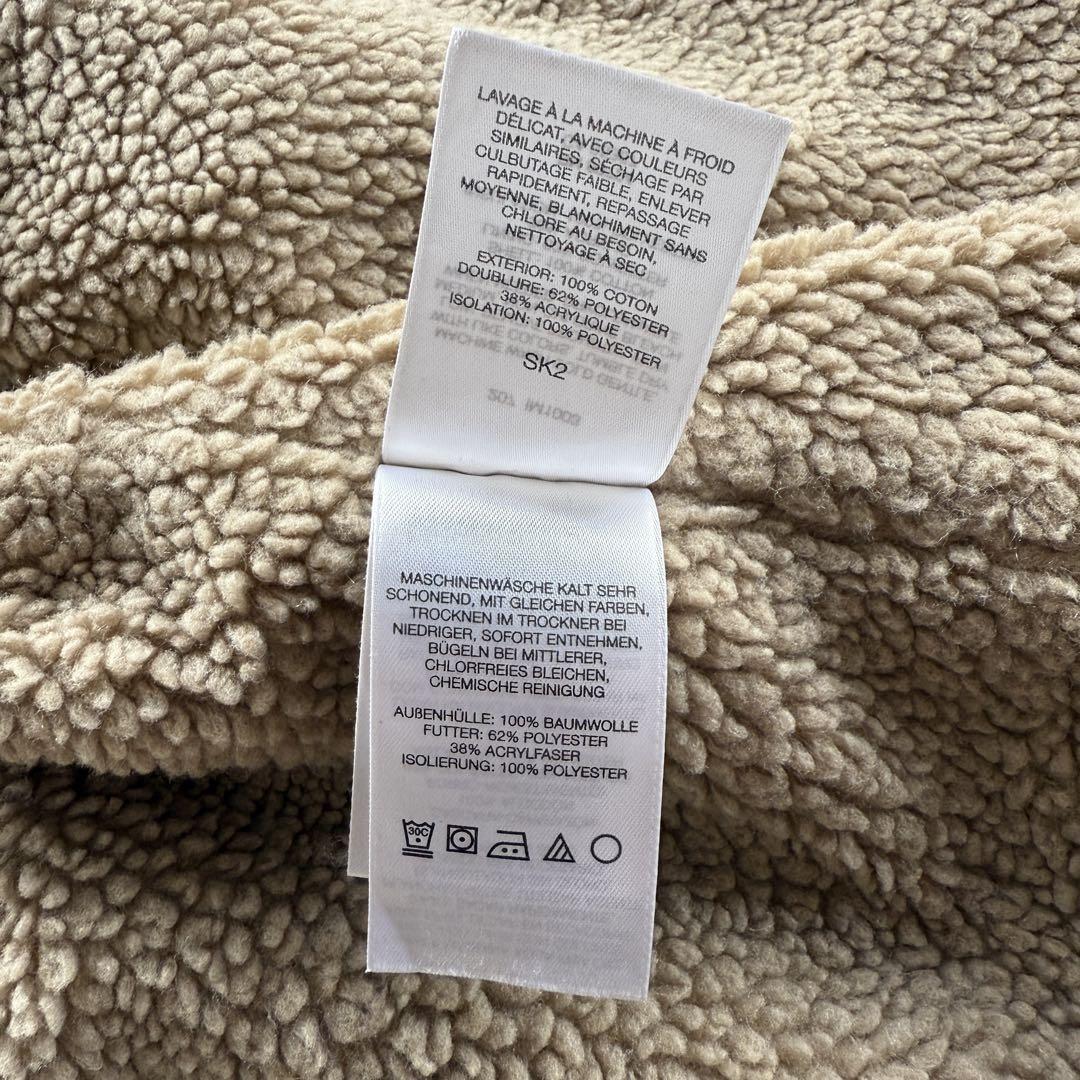 LAVAGE À LA MACHINE À FROID
DÉLICAT, AVEC COULEURS
SIMILAIRES, SÉCHAGE PAR
CULBUTAGE FAIBLE, ENLEVER
RAPIDEMENT, REPASSAGE
MOYENNE, BLANCHIMENT SANS
CHLORE AU BESOIN,
NETTOYAGE À SEC
EXTERIOR: 100% COTON
DOUBLURE: 62% POLYESTER
38% ACRYLIQUE
ISOLATION: 100% POLYESTER
SK2
207 IM1003
MASCHINENWÄSCHE KALT SEHR
SCHONEND, MIT GLEICHEN FARBEN,
TROCKNEN IM TROCKNER BEI
NIEDRIGER, SOFORT ENTNEHMEN,
BÜGELN BEI MITTLERER,
CHLORFREIES BLEICHEN,
CHEMISCHE REINIGUNG
AUßENHÜLLE: 100% BAUMWOLLE
FUTTER: 62% POLYESTER
38% ACRYLFASER
ISOLIERUNG: 100% POLYESTER
30C